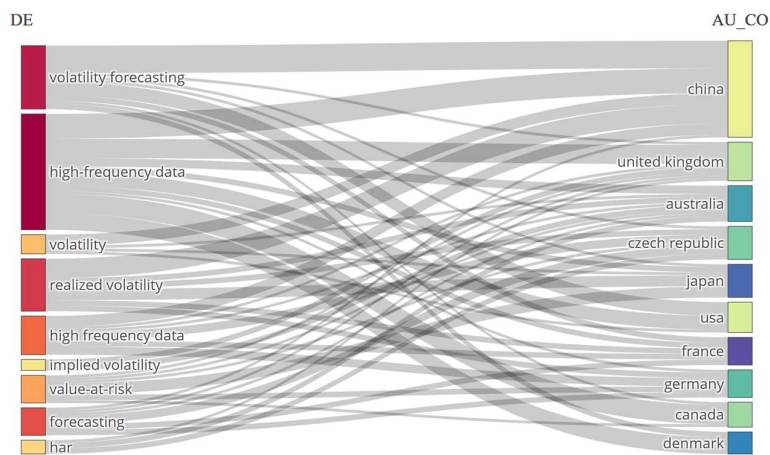 DE
AU_CO
volatility forecasting
high-frequency data
volatility
realized volatility
high frequency data
implied volatility
value-at-risk
forecasting
har
china
united kingdom
australia
czech republic
japan
usa
france
germany
canada
denmark